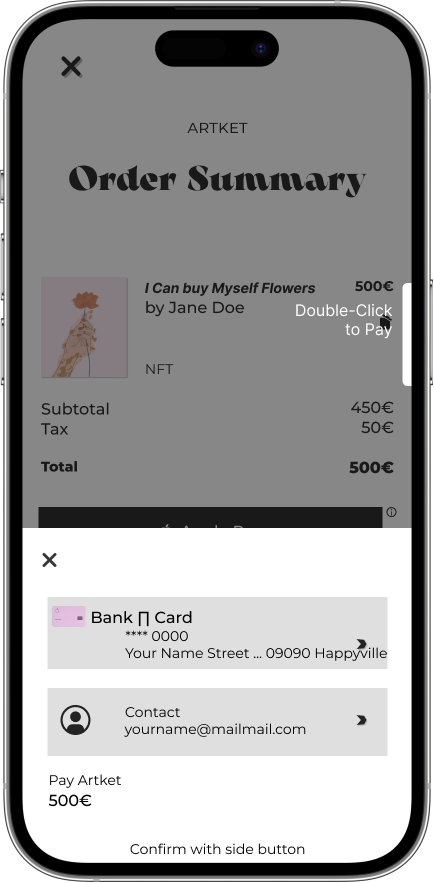 ARTKET
Order Summary
I Can buy Myself Flowers 500€
by Jane Doe
Double-Click
to Pay
NFT
Subtotal 450€
Tax 50€
Total 500€
Bank ∏ Card
**** 0000
Your Name Street ... 09090 Happyville
Contact
yourname@mailmail.com
Pay Artket
500€
Confirm with side button